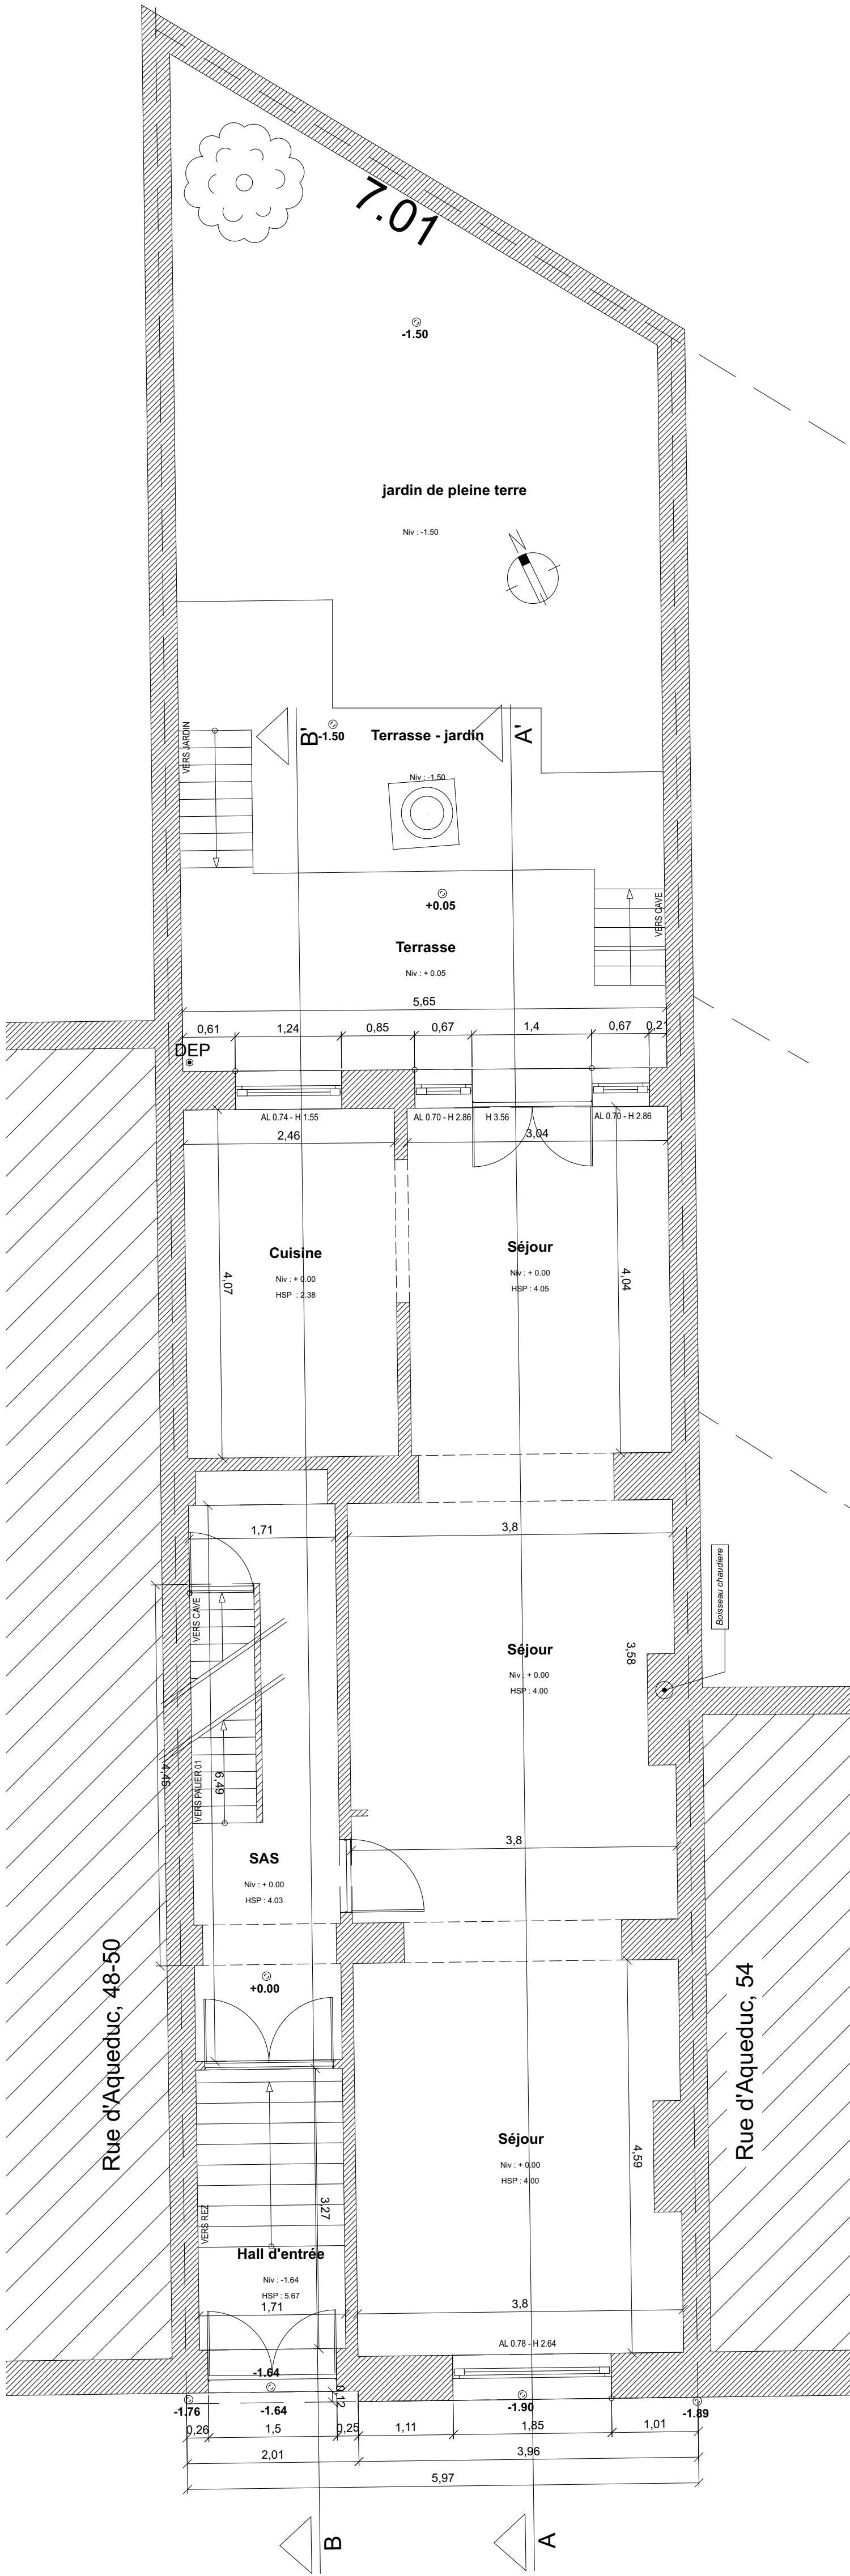 7.01
-1.50
jardin de pleine terre
Niv : -1.50
VERS JARDIN
B'
-1.50
Terrasse - jardin
A'
Niv : -1.50
+0.05
VERS CAVE
Terrasse
Niv : + 0.05
5,65
0,61
1,24
0,85
0,67
1,4
0,67
0,21
DEP
AL 0.74 - H 1.55
AL 0.70 - H 2.86
H 3.56
AL 0.70 - H 2.86
2,46
3,04
Cuisine
Niv : + 0.00
HSP : 2.38
Séjour
Niv : + 0.00
HSP : 4.05
4,07
4,04
1,71
3,8
Boisseau chaudiere
VERS CAVE
Séjour
Niv : + 0.00
HSP : 4.00
3,58
4,45
VERS PALIER 01
6,49
3,8
SAS
Niv : + 0.00
HSP : 4.03
Rue d'Aqueduc, 48-50
+0.00
Rue d'Aqueduc, 54
Séjour
Niv : + 0.00
HSP : 4.00
4,59
VERS REZ
3,27
Hall d'entrée
Niv : -1.64
HSP : 5.67
1,71
3,8
AL 0.78 - H 2.64
-1.64
0,12
-1.76
-1.64
-1.90
-1.89
0,26
1,5
0,25
1,11
1,85
1,01
2,01
3,96
5,97
B
A